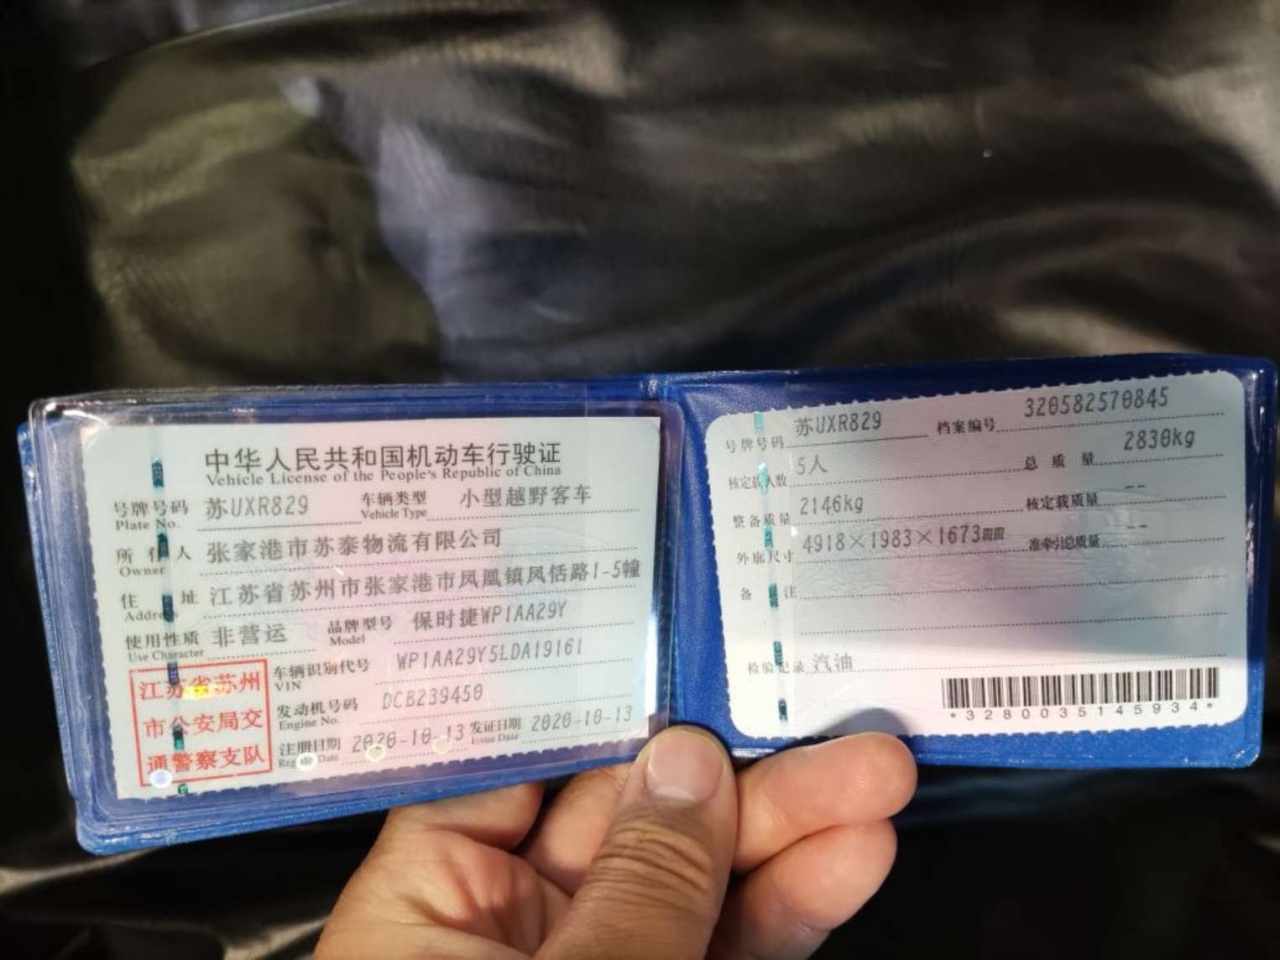 中华人民共和国机动车行驶证
Vehicle License of the People's Republic of China
号牌号码 苏UXR829 车辆类型 小型越野客车
Plate No. Vehicle Type
所有人 张家港市苏泰物流有限公司
Owner
住址 江苏省苏州市张家港市凤凰镇凤恬路1-5幢
Address
使用性质 非营运 品牌型号 保时捷WP1AA29Y
Use Character Model
江苏省苏州
市公安局交
通警察支队
车辆识别代号 WP1AA29Y5LDA19161
VIN
发动机号码 DCB239450
Engine No.
注册日期 2020-10-13 发证日期 2020-10-13
Register Date Issue Date
号牌号码 苏UXR829 档案编号 320582570845
核定载人数 5人 总质量 2830kg
整备质量 2146kg 核定载质量 --
外廓尺寸 4918×1983×1673mm 准牵引总质量 --
备注
检验记录 汽油
*3280035145934*